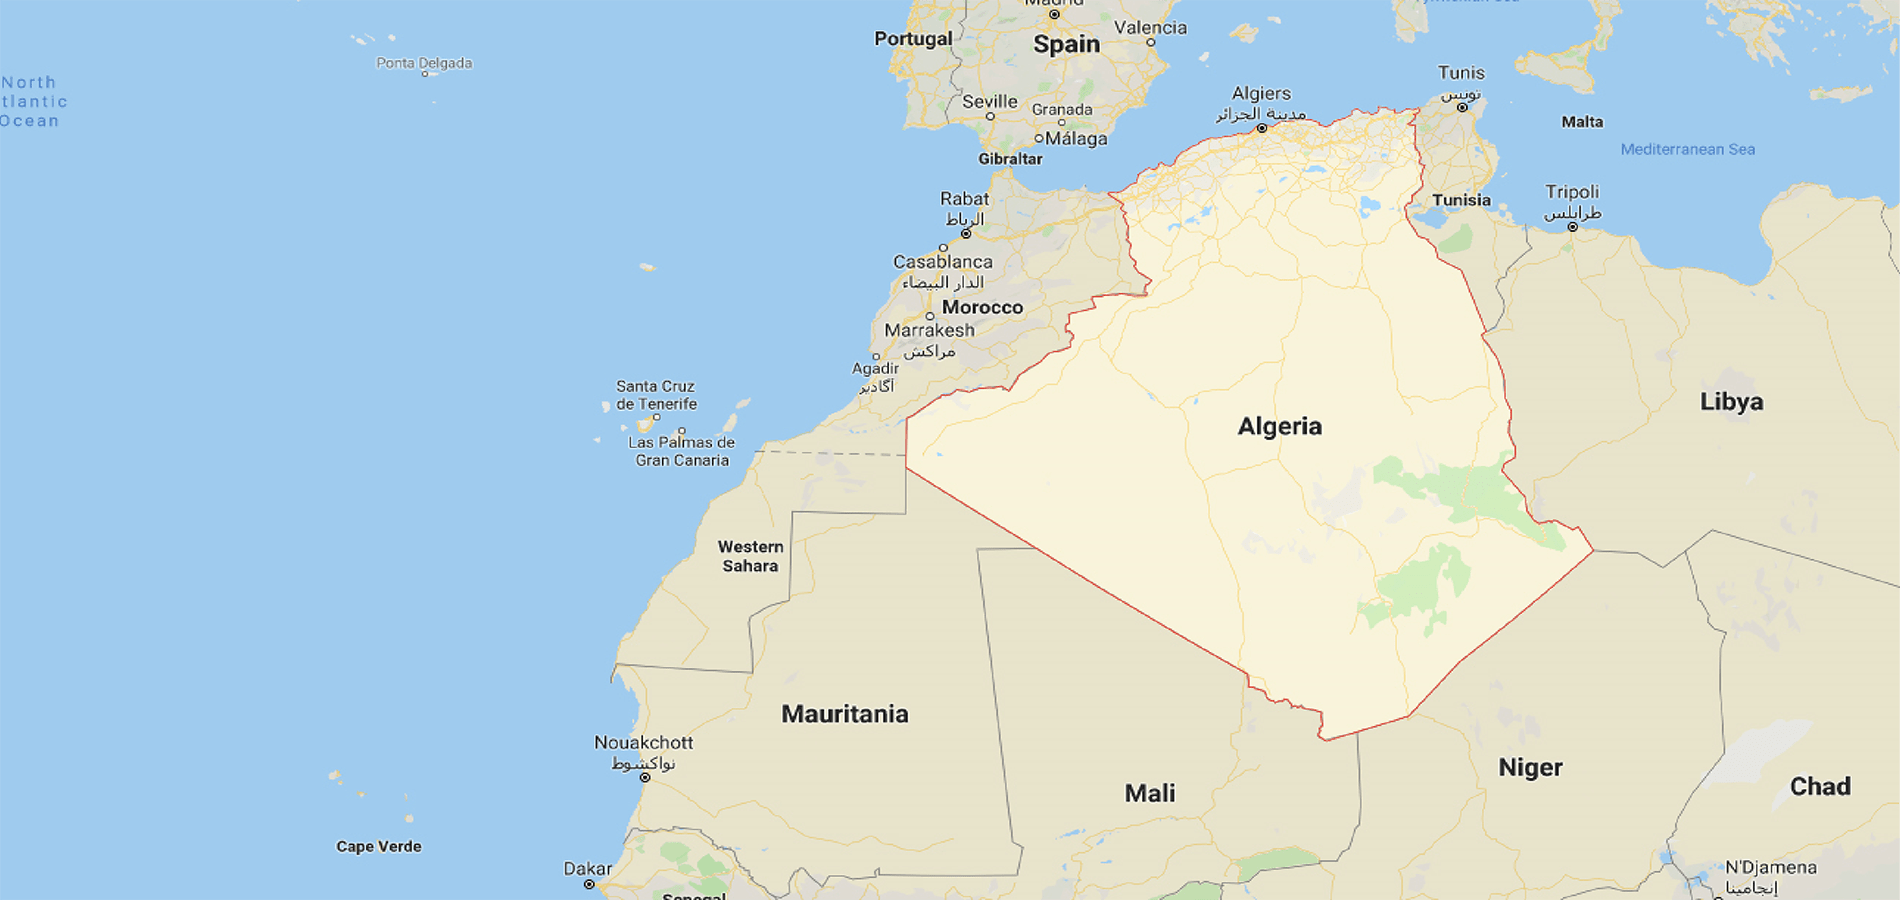 Madrid
Valencia
Portugal
Spain
Tyrrhenian Sea
Ponta Delgada
North
tlantic
Ocean
Seville
Granada
Málaga
Gibraltar
Algiers
مدينة الجزائر
Tunis
تونس
Malta
Mediterranean Sea
Rabat
الرباط
Tunisia
Tripoli
طرابلس
Casablanca
الدار البيضاء
Morocco
Marrakesh
مراكش
Agadir
أݣادير
Santa Cruz
de Tenerife
Las Palmas de
Gran Canaria
Algeria
Libya
Western
Sahara
Mauritania
Nouakchott
نواكشوط
Mali
Niger
Chad
Cape Verde
Dakar
Senegal
N'Djamena
إنجامينا